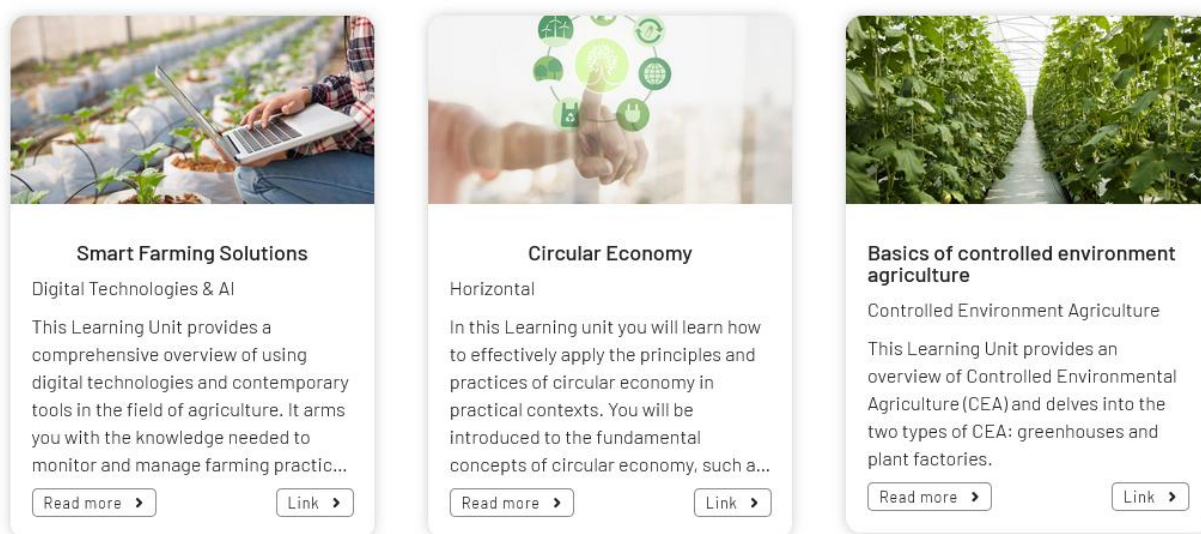 Smart Farming Solutions
Digital Technologies & AI
This Learning Unit provides a
comprehensive overview of using
digital technologies and contemporary
tools in the field of agriculture. It arms
you with the knowledge needed to
monitor and manage farming practic...
Read more
Link
Circular Economy
Horizontal
In this Learning unit you will learn how
to effectively apply the principles and
practices of circular economy in
practical contexts. You will be
introduced to the fundamental
concepts of circular economy, such a...
Read more
Link
Basics of controlled environment
agriculture
Controlled Environment Agriculture
This Learning Unit provides an
overview of Controlled Environmental
Agriculture (CEA) and delves into the
two types of CEA: greenhouses and
plant factories.
Read more
Link